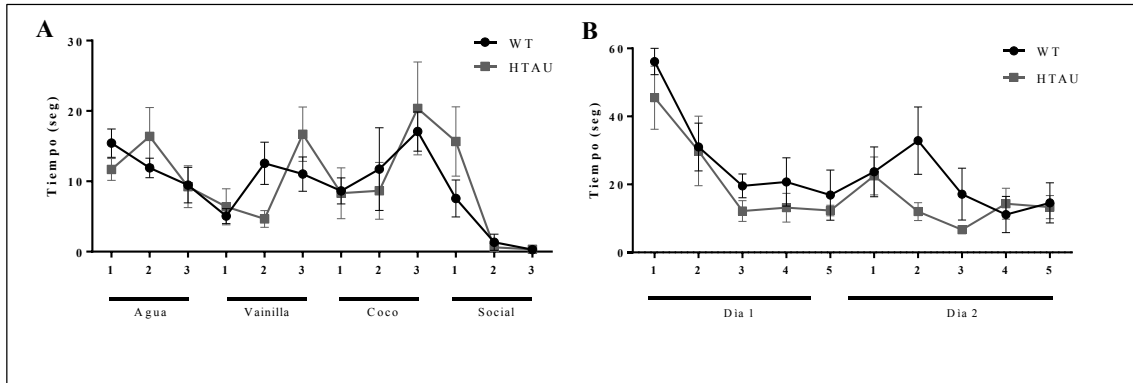 A
WT
HTAU
Tiempo (seg)
30
20
10
0
1 2 3 1 2 3 1 2 3 1 2 3
Agua Vainilla Coco Social
B
WT
HTAU
Tiempo (seg)
60
40
20
0
1 2 3 4 5 1 2 3 4 5
Día 1 Día 2